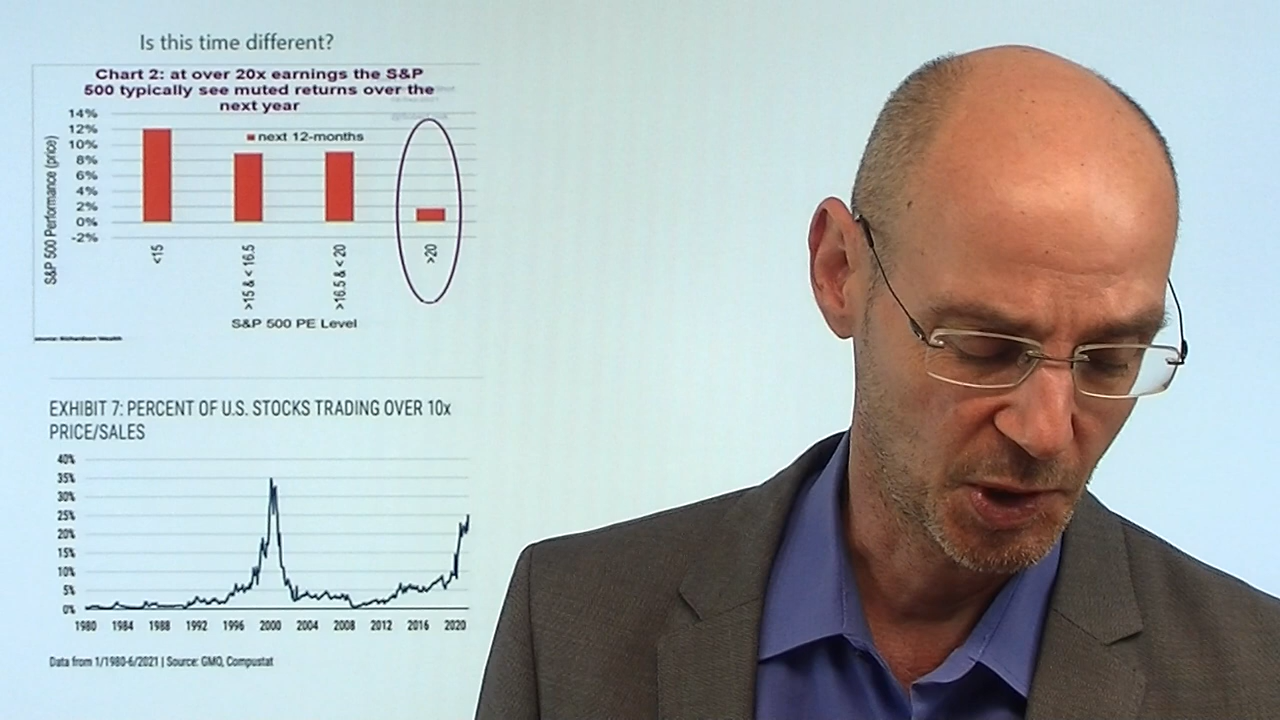 Is this time different?
Chart 2: at over 20x earnings the S&P
500 typically see muted returns over the
next year
14%
12%
10%
8%
6%
4%
2%
0%
-2%
S&P 500 Performance (price)
next 12-months
<15
>15 & < 16.5
>16.5 & < 20
>20
S&P 500 PE Level
source: Richardson Wealth
EXHIBIT 7: PERCENT OF U.S. STOCKS TRADING OVER 10x
PRICE/SALES
40%
35%
30%
25%
20%
15%
10%
5%
0%
1980 1984 1988 1992 1996 2000 2004 2008 2012 2016 2020
Data from 1/1980-6/2021 | Source: GMO, Compustat